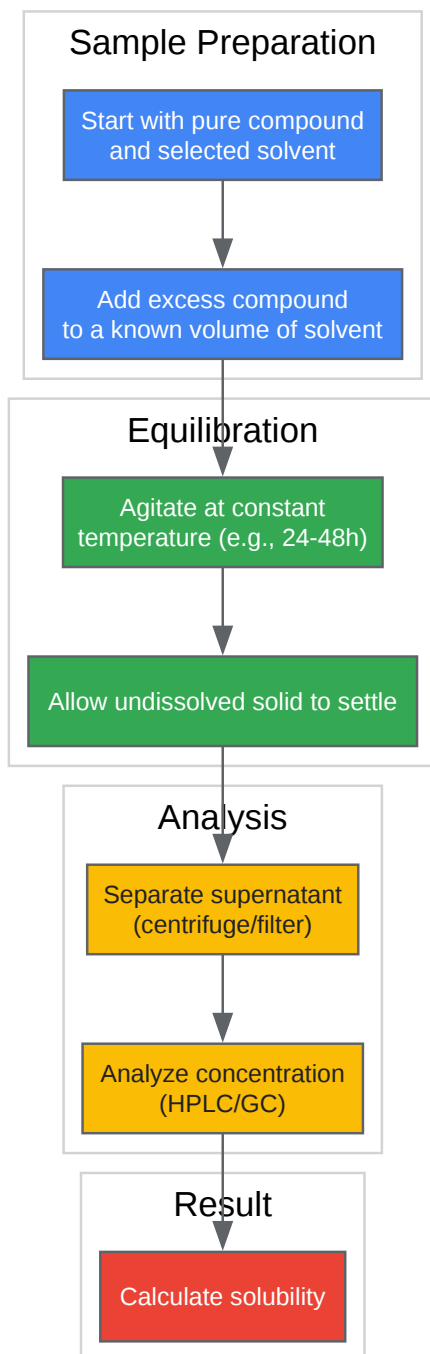 Sample Preparation
Start with pure compound
and selected solvent
Add excess compound
to a known volume of solvent
Equilibration
Agitate at constant
temperature (e.g., 24-48h)
Allow undissolved solid to settle
Analysis
Separate supernatant
(centrifuge/filter)
Analyze concentration
(HPLC/GC)
Result
Calculate solubility